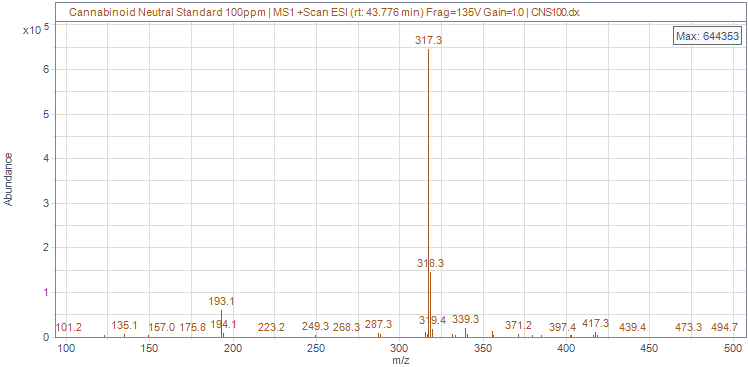 Cannabinoid Neutral Standard 100ppm | MS1 +Scan ESI (rt: 43.776 min) Frag=135V Gain=1.0 | CNS100.dx
x10 5
Max: 644353
317.3
6
5
4
3
2
318.3
1
193.1
101.2 135.1 157.0 175.8 194.1 223.2 249.3 268.3 287.3 319.4 339.3 371.2 397.4 417.3 439.4 473.3 494.7
0
100 150 200 250 300 350 400 450 500
m/z
Abundance